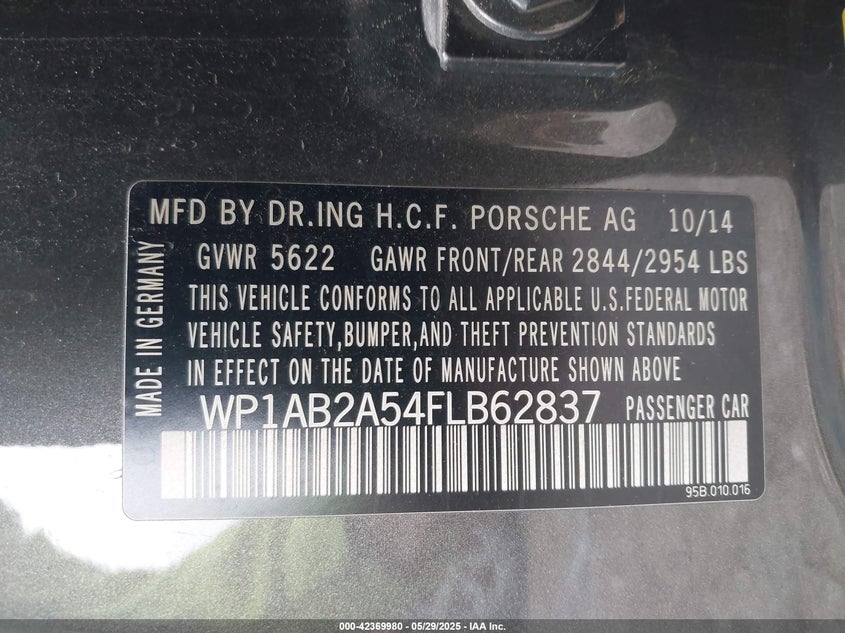 MFD BY DR.ING H.C.F. PORSCHE AG 10/14
GVWR 5622 GAWR FRONT/REAR 2844/2954 LBS
THIS VEHICLE CONFORMS TO ALL APPLICABLE U.S.FEDERAL MOTOR
VEHICLE SAFETY,BUMPER,AND THEFT PREVENTION STANDARDS
IN EFFECT ON THE DATE OF MANUFACTURE SHOWN ABOVE
WP1AB2A54FLB62837 PASSENGER CAR
95B.010.016
MADE IN GERMANY
000-42369980 - 05/29/2025 - IAA Inc.